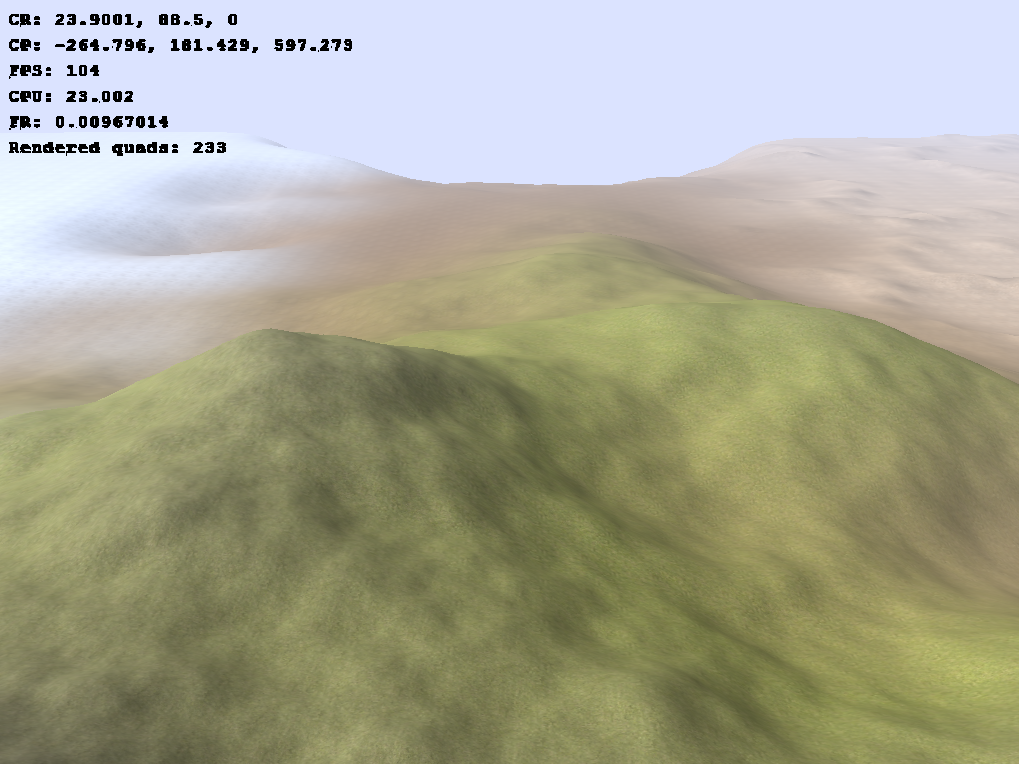 CR: 23.9001, 88.5, 0
CP: -264.796, 181.429, 597.273
FPS: 104
CPU: 23.002
FR: 0.00967014
Rendered quads: 233